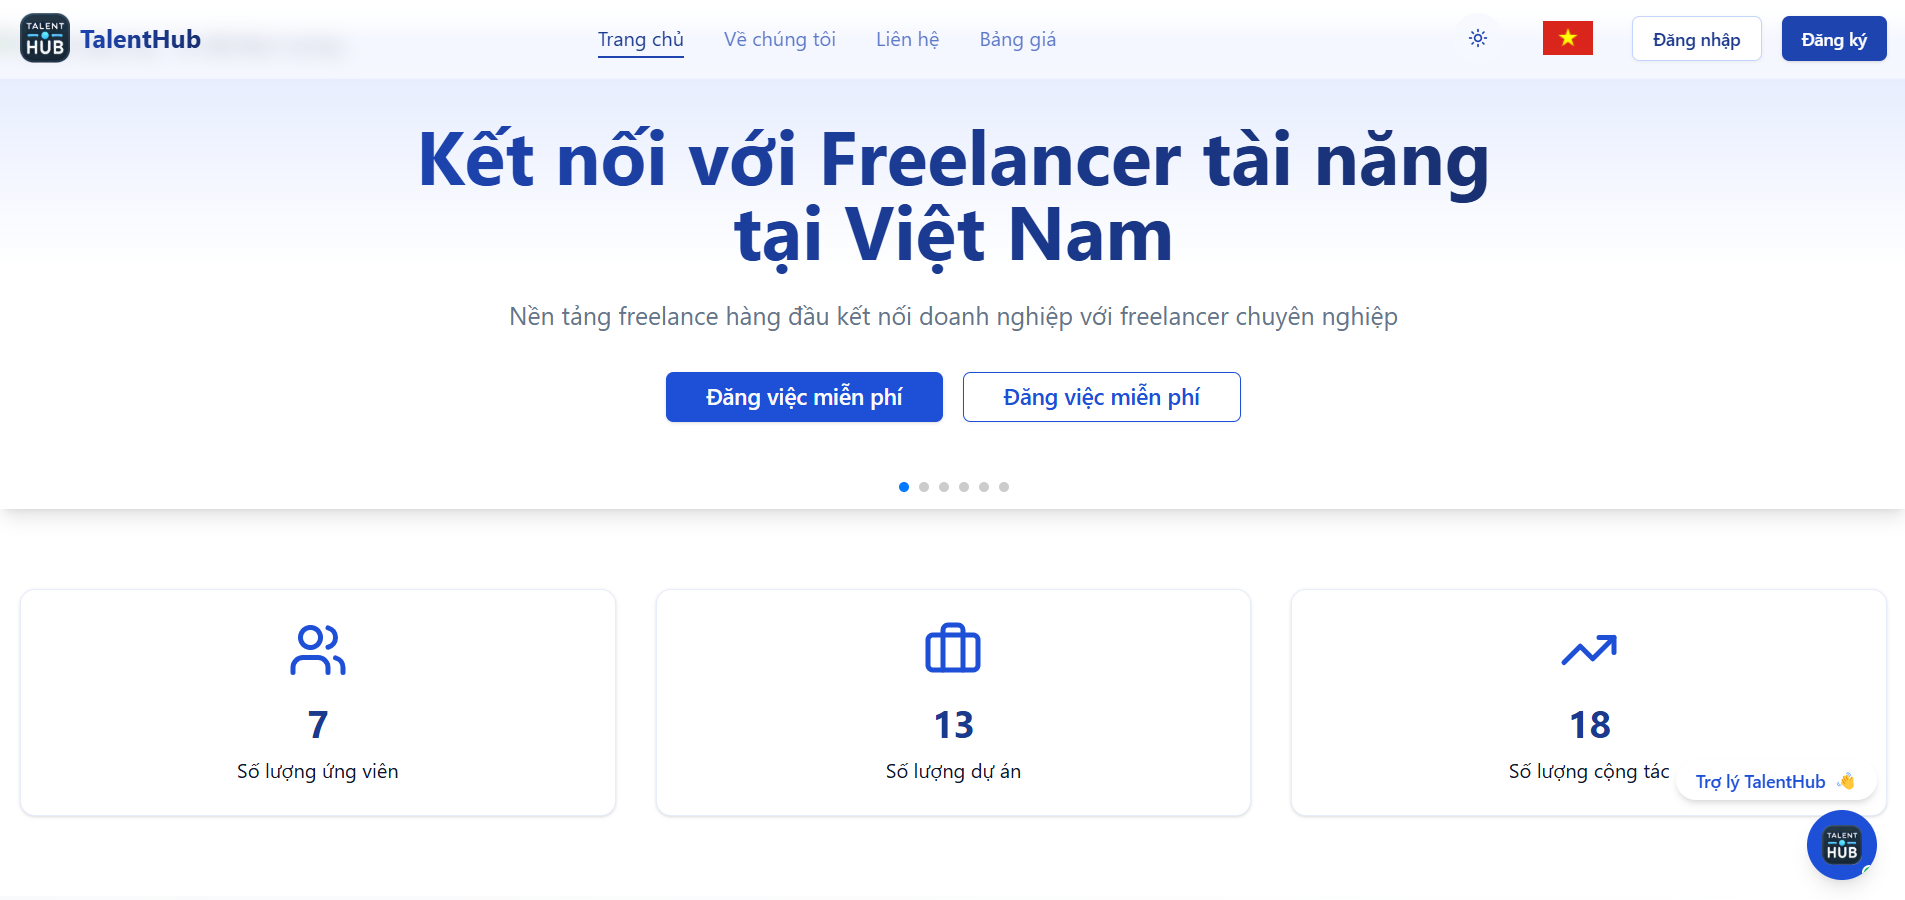 TALENT
HUB
TalentHub
Trang chủ
Về chúng tôi
Liên hệ
Bảng giá
Đăng nhập
Đăng ký
Kết nối với Freelancer tài năng
tại Việt Nam
Nền tảng freelance hàng đầu kết nối doanh nghiệp với freelancer chuyên nghiệp
Đăng việc miễn phí
Đăng việc miễn phí
7
Số lượng ứng viên
13
Số lượng dự án
18
Số lượng cộng tác
Trợ lý TalentHub 👋
TALENT
HUB